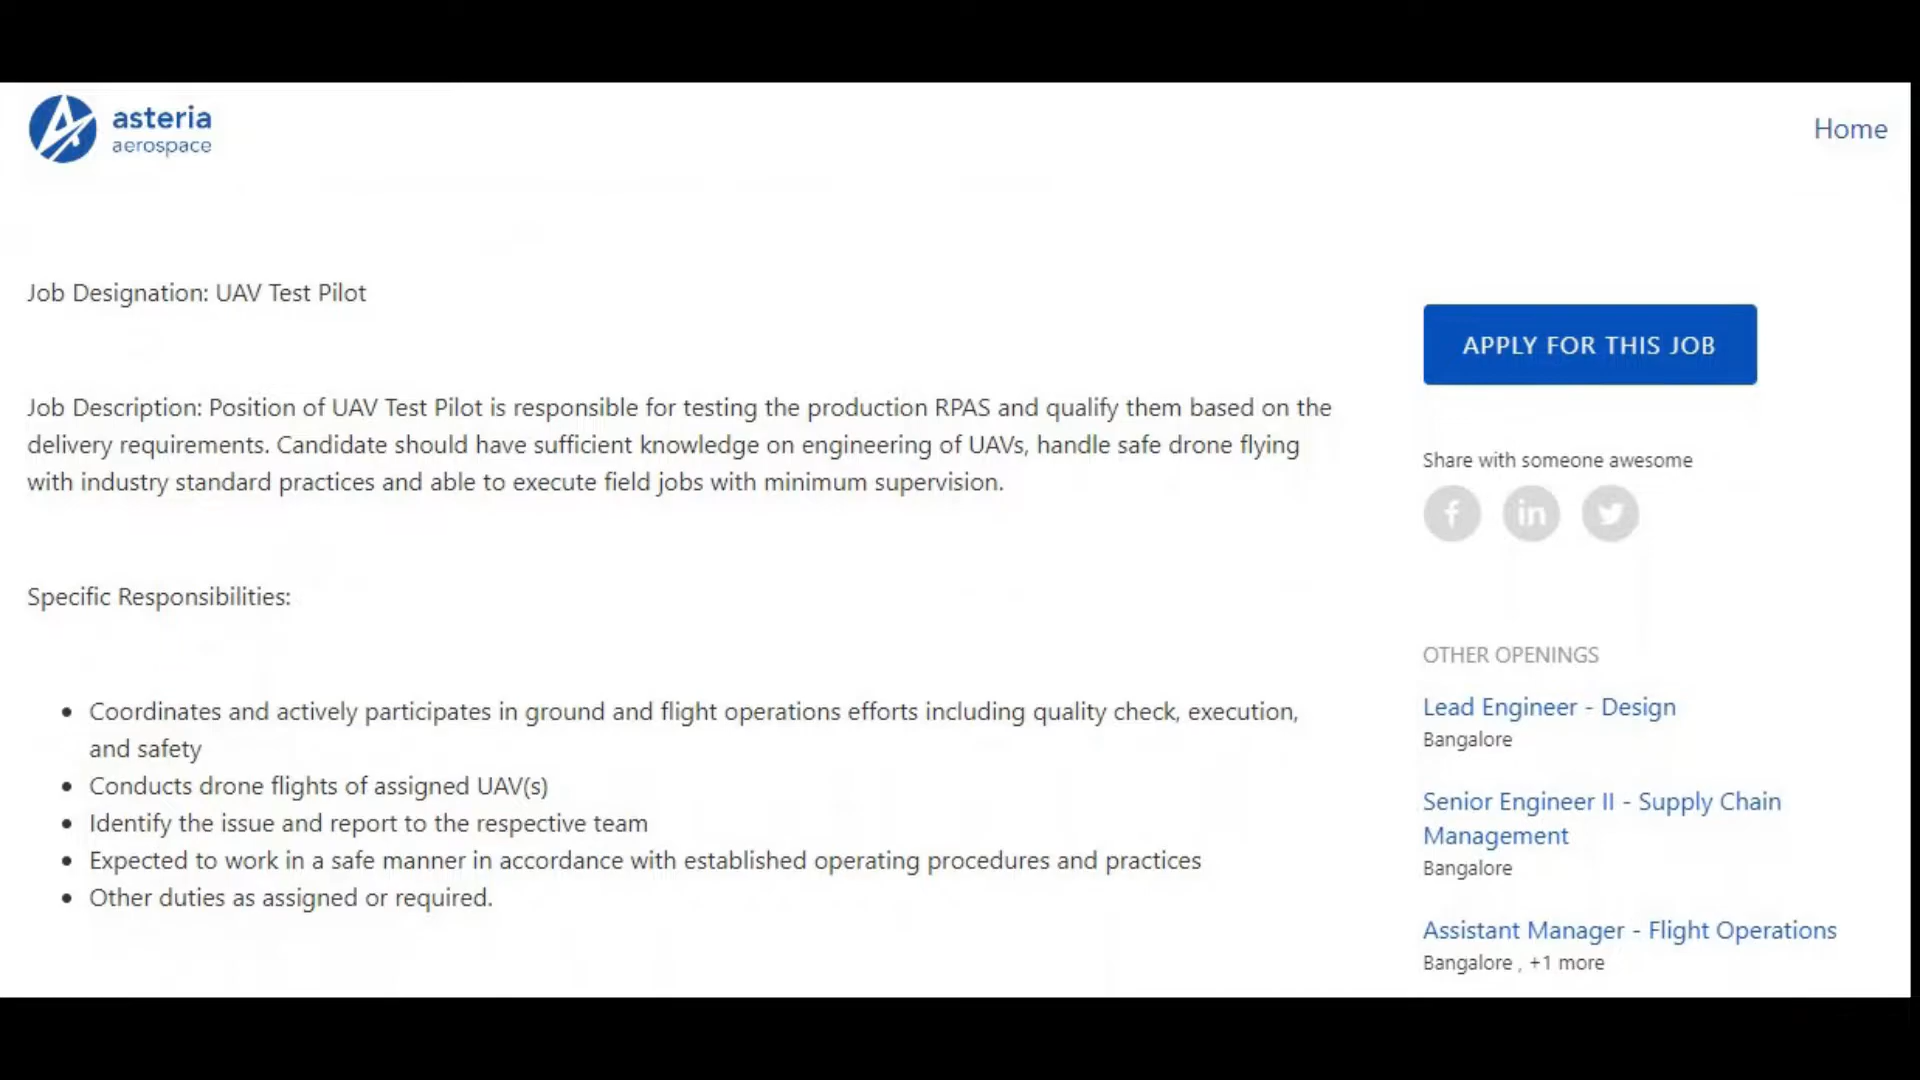 asteria
aerospace
Home
Job Designation: UAV Test Pilot
Job Description: Position of UAV Test Pilot is responsible for testing the production RPAS and qualify them based on the
delivery requirements. Candidate should have sufficient knowledge on engineering of UAVs, handle safe drone flying
with industry standard practices and able to execute field jobs with minimum supervision.
Specific Responsibilities:
• Coordinates and actively participates in ground and flight operations efforts including quality check, execution,
and safety
• Conducts drone flights of assigned UAV(s)
• Identify the issue and report to the respective team
• Expected to work in a safe manner in accordance with established operating procedures and practices
• Other duties as assigned or required.
APPLY FOR THIS JOB
Share with someone awesome
OTHER OPENINGS
Lead Engineer - Design
Bangalore
Senior Engineer II - Supply Chain
Management
Bangalore
Assistant Manager - Flight Operations
Bangalore , +1 more